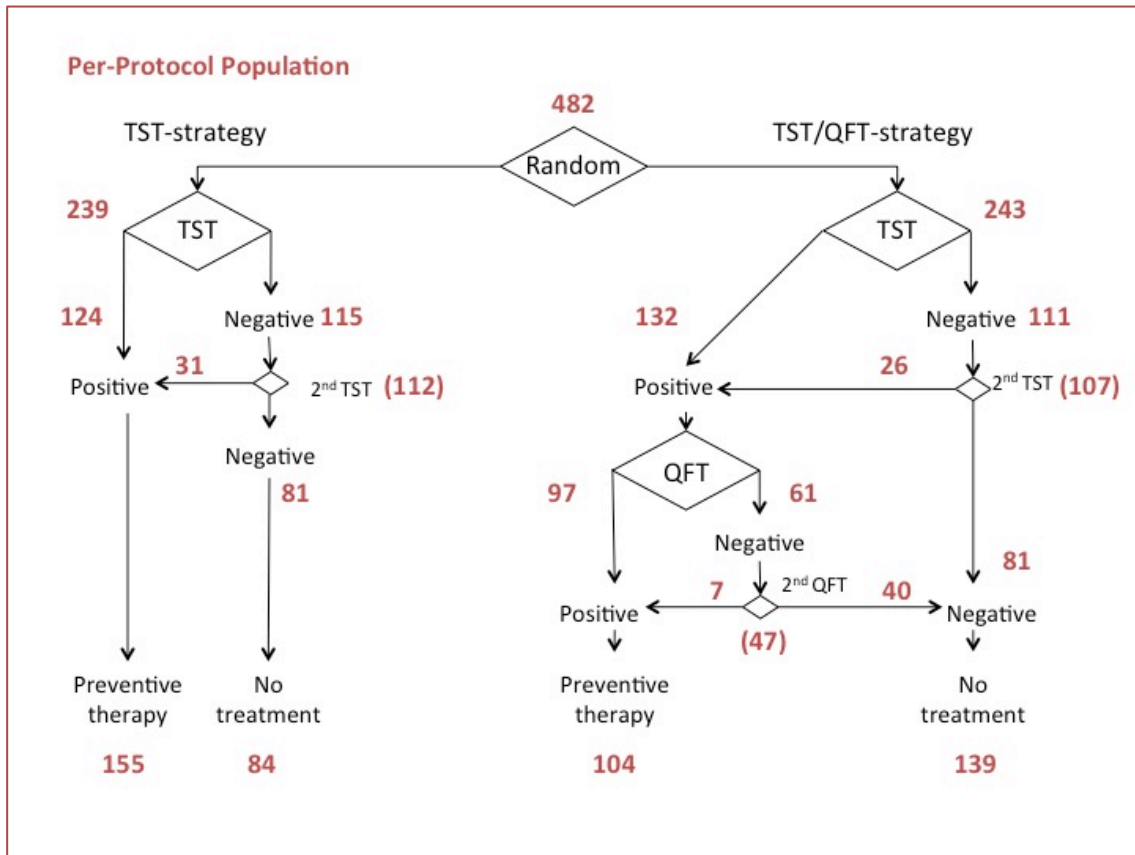 Per-Protocol Population
482
TST-strategy
TST/QFT-strategy
Random
239
TST
243
TST
124
Negative 115
132
Negative 111
31
26
Positive
2nd TST (112)
Positive
2nd TST (107)
Negative
QFT
81
97
61
Negative
81
7
2nd QFT
40
Positive
Negative
(47)
Preventive
therapy
No
treatment
Preventive
therapy
No
treatment
155
84
104
139